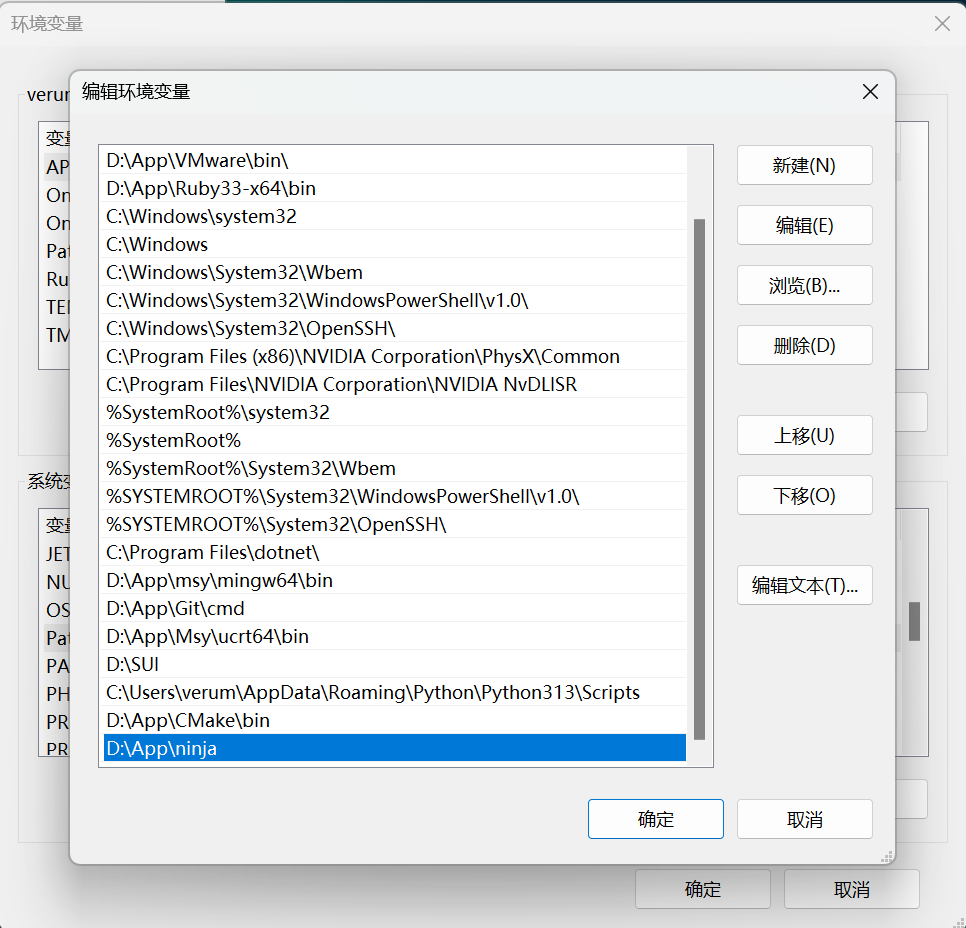 环境变量
编辑环境变量
verum
变量
AP
On
On
Pat
Ru
TEM
TM
D:\App\VMware\bin\
D:\App\Ruby33-x64\bin
C:\Windows\system32
C:\Windows
C:\Windows\System32\Wbem
C:\Windows\System32\WindowsPowerShell\v1.0\
C:\Windows\System32\OpenSSH\
C:\Program Files (x86)\NVIDIA Corporation\PhysX\Common
C:\Program Files\NVIDIA Corporation\NVIDIA NvDLISR
%SystemRoot%\system32
%SystemRoot%
%SystemRoot%\System32\Wbem
%SYSTEMROOT%\System32\WindowsPowerShell\v1.0\
%SYSTEMROOT%\System32\OpenSSH\
C:\Program Files\dotnet\
D:\App\msy\mingw64\bin
D:\App\Git\cmd
D:\App\Msy\ucrt64\bin
D:\SUI
C:\Users\verum\AppData\Roaming\Python\Python313\Scripts
D:\App\CMake\bin
D:\App\ninja
新建(N)
编辑(E)
浏览(B)...
删除(D)
上移(U)
下移(O)
编辑文本(T)...
系统变
变量
JET
NU
OS
Pat
PA
PH
PR
PR
确定
取消
确定
取消